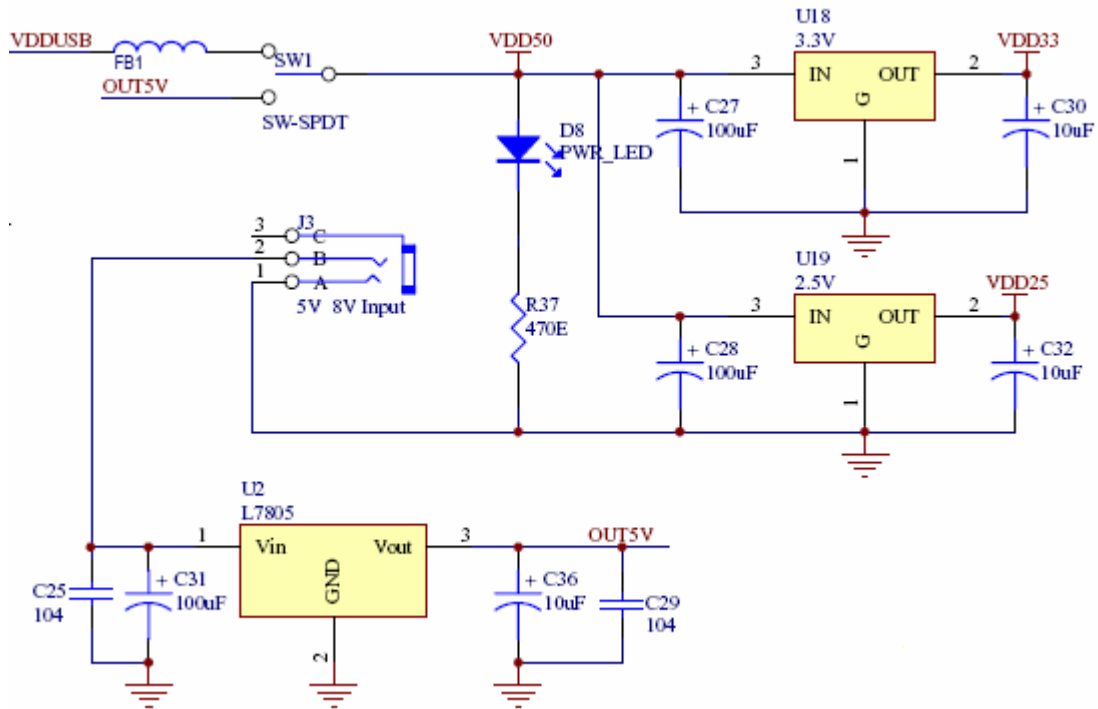 VDDUSB
FB1
SW1
OUT5V
SW-SPDT
VDD50
U18
3.3V
3
IN
OUT
2
G
1
VDD33
+ C27
100uF
+ C30
10uF
D8
PWR_LED
J3
3
C
2
B
1
A
5V 8V Input
R37
470E
U19
2.5V
3
IN
OUT
2
G
1
VDD25
+ C28
100uF
+ C32
10uF
U2
L7805
1
Vin
Vout
3
GND
2
OUT5V
C25
104
+ C31
100uF
+ C36
10uF
C29
104